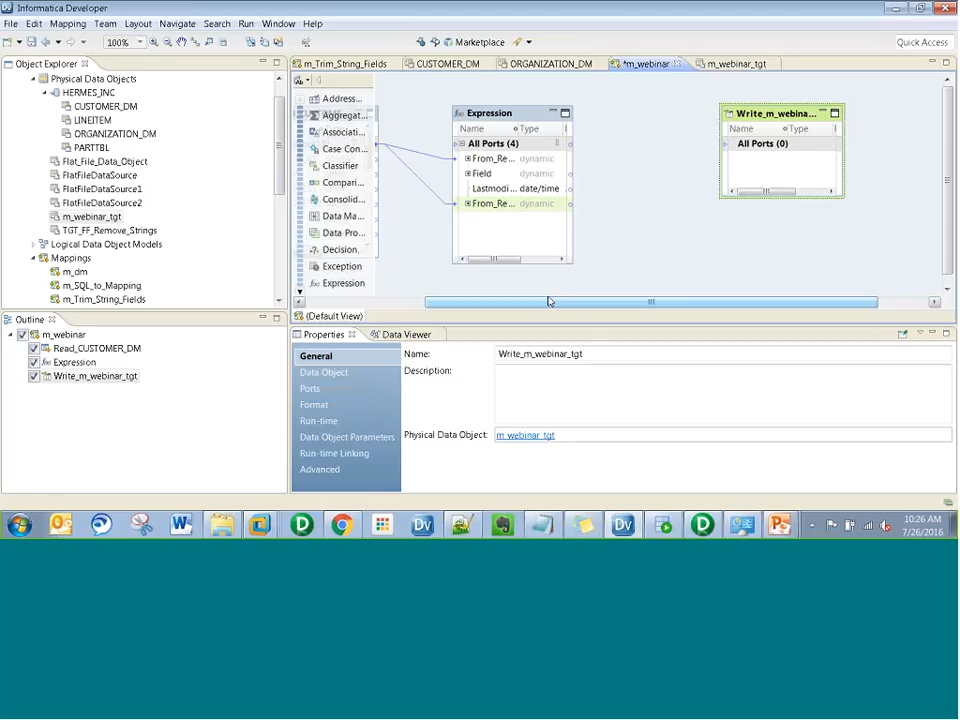 Informatica Developer
File Edit Mapping Team Layout Navigate Search Run Window Help
100% Marketplace Quick Access
Object Explorer
Physical Data Objects
HERMES_INC
CUSTOMER_DM
LINEITEM
ORGANIZATION_DM
PARTTBL
Flat_File_Data_Object
FlatFileDataSource
FlatFileDataSource1
FlatFileDataSource2
m_webinar_tgt
TGT_FF_Remove_Strings
Logical Data Object Models
Mappings
m_dm
m_SQL_to_Mapping
m_Trim_String_Fields
Outline
m_webinar
Read_CUSTOMER_DM
Expression
Write_m_webinar_tgt
m_Trim_String_Fields CUSTOMER_DM ORGANIZATION_DM *m_webinar m_webinar_tgt
Address...
Aggregat...
Associati...
Case Con...
Classifier
Compari...
Consolid...
Data Ma...
Data Pro...
Decision
Exception
Expression
Expression
Name Type
All Ports (4)
From_Re... dynamic
Field dynamic
Lastmodi... date/time
From_Re... dynamic
Write_m_webina...
Name Type
All Ports (0)
(Default View)
Properties Data Viewer
General
Data Object
Ports
Format
Run-time
Data Object Parameters
Run-time Linking
Advanced
Name: Write_m_webinar_tgt
Description:
Physical Data Object: m_webinar_tgt
10:26 AM
7/26/2016